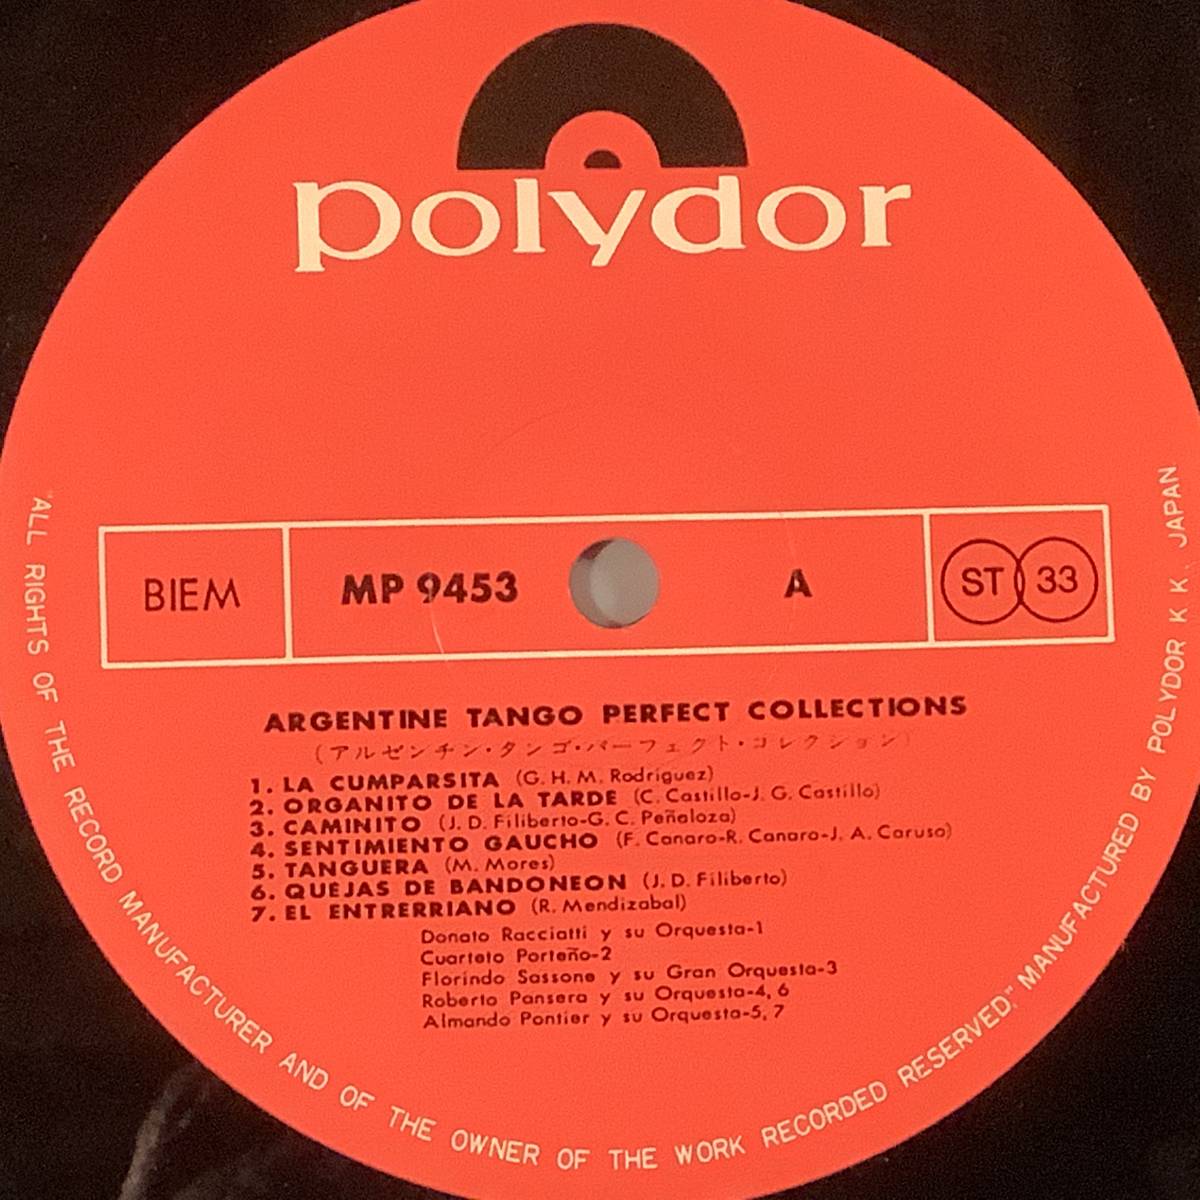 polydor
BIEM
MP 9453
A
ST 33
ARGENTINE TANGO PERFECT COLLECTIONS
(アルゼンチン・タンゴ・パーフェクト・コレクション)
1. LA CUMPARSITA (G. H. M. Rodriguez)
2. ORGANITO DE LA TARDE (C. Castillo-J. G. Castillo)
3. CAMINITO (J. D. Filiberto-G. C. Peñaloza)
4. SENTIMIENTO GAUCHO (F. Canaro-R. Canaro-J. A. Caruso)
5. TANGUERA (M. Mores)
6. QUEJAS DE BANDONEON (J. D. Filiberto)
7. EL ENTRERRIANO (R. Mendizabal)
Donato Racciatti y su Orquesta-1
Cuarteto Porteño-2
Florindo Sassone y su Gran Orquesta-3
Roberto Pansera y su Orquesta-4, 6
Almando Pontier y su Orquesta-5, 7
"ALL RIGHTS OF THE RECORD MANUFACTURER AND OF THE OWNER OF THE WORK RECORDED RESERVED." MANUFACTURED BY POLYDOR K K. JAPAN